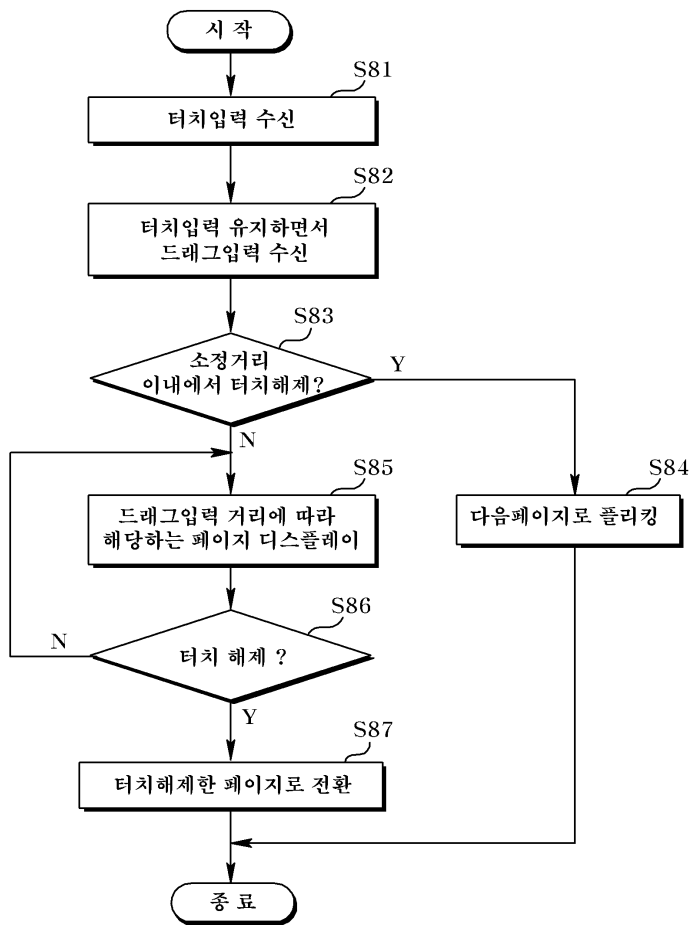 시 작
S81
터치입력 수신
S82
터치입력 유지하면서
드래그입력 수신
S83
소정거리
이내에서 터치해제?
Y
N
S85
드래그입력 거리에 따라
해당하는 페이지 디스플레이
S84
다음페이지로 플리킹
S86
터치 해제 ?
N
Y
S87
터치해제한 페이지로 전환
종 료